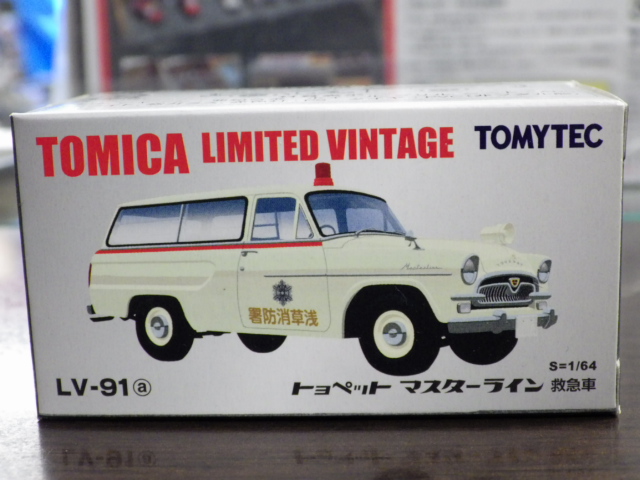 TOMICA LIMITED VINTAGE TOMYTEC
署防消草浅
S=1/64
LV-91ⓐ トヨペット マスターライン 救急車